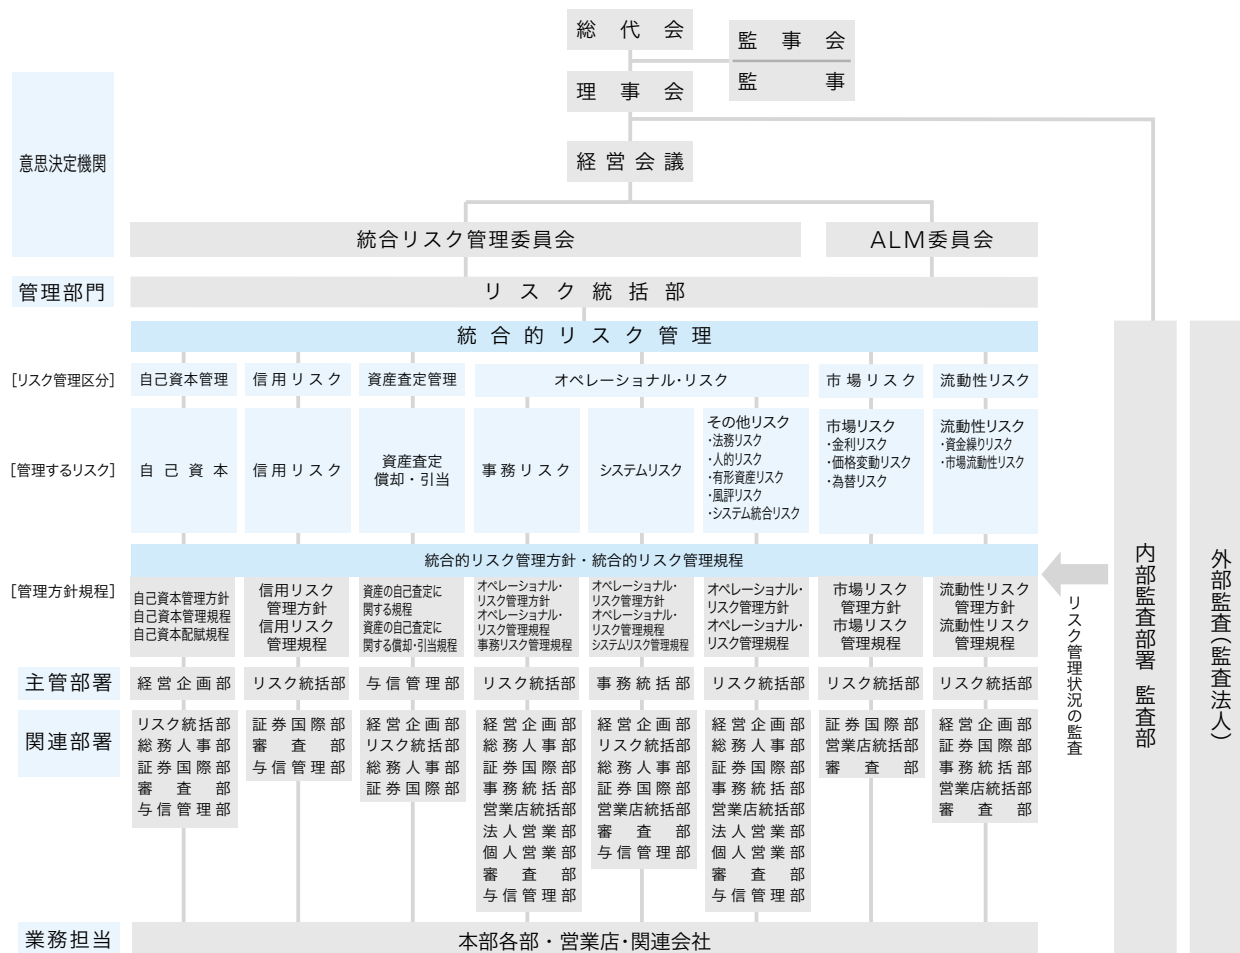 総代会
監事会
監事
理事会
意思決定機関
経営会議
統合リスク管理委員会
ALM委員会
管理部門
リスク統括部
統合的リスク管理
[リスク管理区分]
自己資本管理
信用リスク
資産査定管理
オペレーショナル・リスク
市場リスク
流動性リスク
[管理するリスク]
自己資本
信用リスク
資産査定
償却・引当
事務リスク
システムリスク
その他リスク
・法務リスク
・人的リスク
・有形資産リスク
・風評リスク
・システム統合リスク
市場リスク
・金利リスク
・価格変動リスク
・為替リスク
流動性リスク
・資金繰りリスク
・市場流動性リスク
統合的リスク管理方針・統合的リスク管理規程
[管理方針規程]
自己資本管理方針
自己資本管理規程
自己資本配賦規程
信用リスク
管理方針
信用リスク
管理規程
資産の自己査定に
関する規程
資産の自己査定に
関する償却・引当規程
オペレーショナル・
リスク管理方針
オペレーショナル・
リスク管理規程
事務リスク管理規程
オペレーショナル・
リスク管理方針
オペレーショナル・
リスク管理規程
システムリスク管理規程
オペレーショナル・
リスク管理方針
オペレーショナル・
リスク管理規程
市場リスク
管理方針
市場リスク
管理規程
流動性リスク
管理方針
流動性リスク
管理規程
主管部署
経営企画部
リスク統括部
与信管理部
リスク統括部
事務統括部
リスク統括部
リスク統括部
リスク統括部
関連部署
リスク統括部
総務人事部
証券国際部
審査部
与信管理部
証券国際部
審査部
与信管理部
経営企画部
リスク統括部
総務人事部
証券国際部
経営企画部
総務人事部
証券国際部
事務統括部
営業店統括部
法人営業部
個人営業部
審査部
与信管理部
経営企画部
リスク統括部
総務人事部
証券国際部
営業店統括部
審査部
与信管理部
経営企画部
総務人事部
証券国際部
事務統括部
営業店統括部
法人営業部
個人営業部
審査部
与信管理部
証券国際部
営業店統括部
審査部
経営企画部
証券国際部
事務統括部
営業店統括部
審査部
業務担当
本部各部・営業店・関連会社
リスク管理状況の監査
内部監査部署 監査部
外部監査(監査法人)